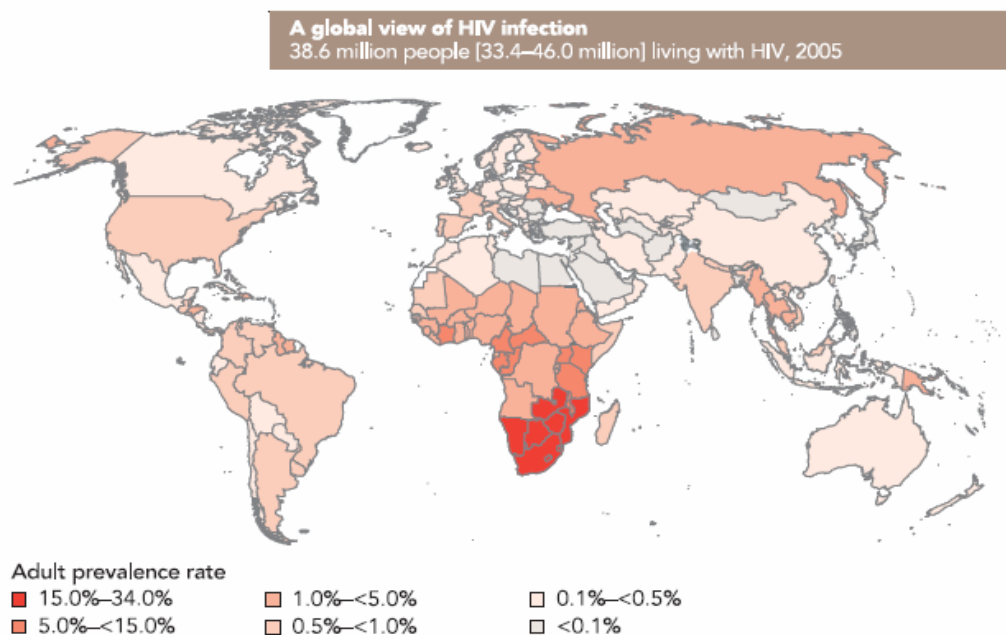 A global view of HIV infection
38.6 million people [33.4–46.0 million] living with HIV, 2005
Adult prevalence rate
15.0%–34.0%
5.0%–<15.0%
1.0%–<5.0%
0.5%–<1.0%
0.1%–<0.5%
<0.1%